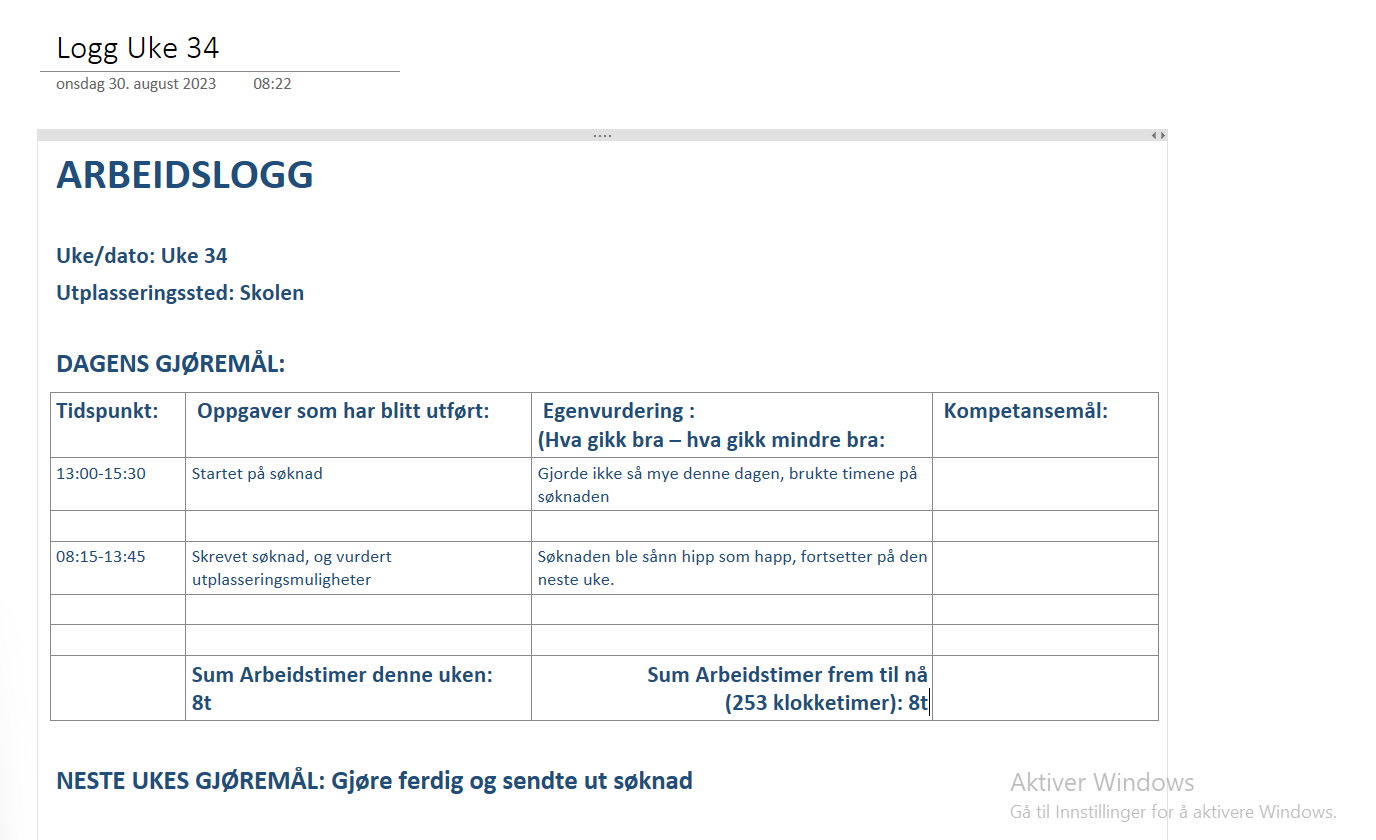 Logg Uke 34
onsdag 30. august 2023 08:22
ARBEIDSLOGG
Uke/dato: Uke 34
Utplasseringssted: Skolen
DAGENS GJØREMÅL:
Tidspunkt: Oppgaver som har blitt utført: Egenvurdering : Kompetansemål:
(Hva gikk bra – hva gikk mindre bra:
13:00-15:30 Startet på søknad Gjorde ikke så mye denne dagen, brukte timene på
søknaden
08:15-13:45 Skrevet søknad, og vurdert Søknaden ble sånn hipp som happ, fortsetter på den
utplasseringsmuligheter neste uke.
Sum Arbeidstimer denne uken: Sum Arbeidstimer frem til nå
8t (253 klokketimer): 8t
NESTE UKES GJØREMÅL: Gjøre ferdig og sendte ut søknad
Aktiver Windows
Gå til Innstillinger for å aktivere Windows.